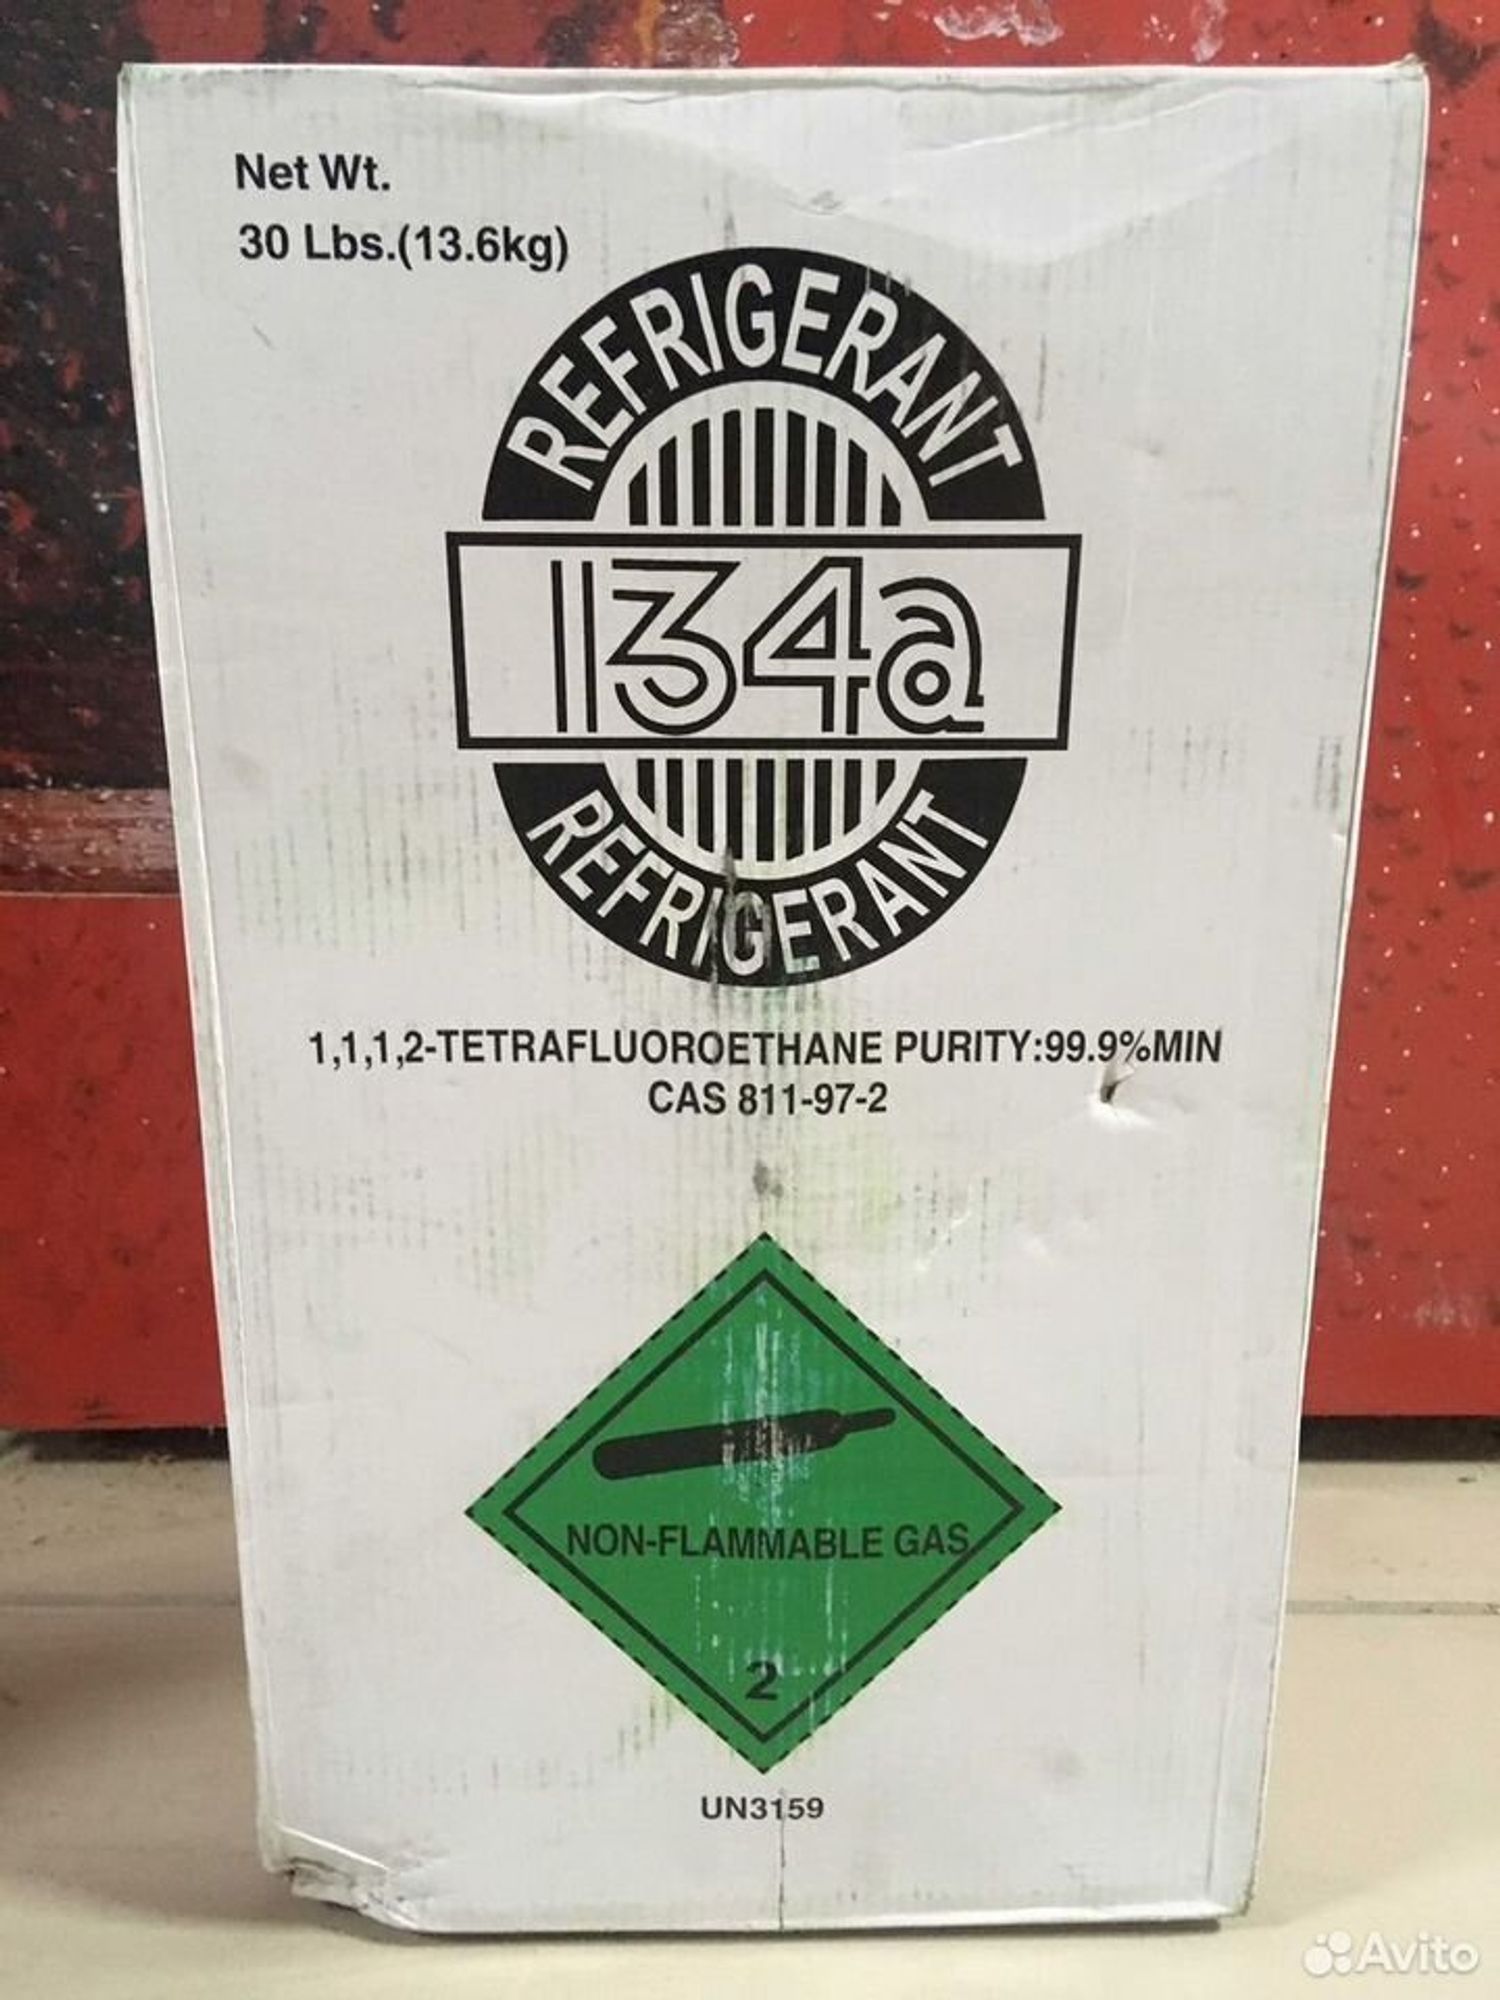 Net Wt.
30 Lbs.(13.6kg)
REFRIGERANT
134a
REFRIGERANT
1,1,1,2-TETRAFLUOROETHANE PURITY:99.9%MIN
CAS 811-97-2
NON-FLAMMABLE GAS
2
UN3159
Avito